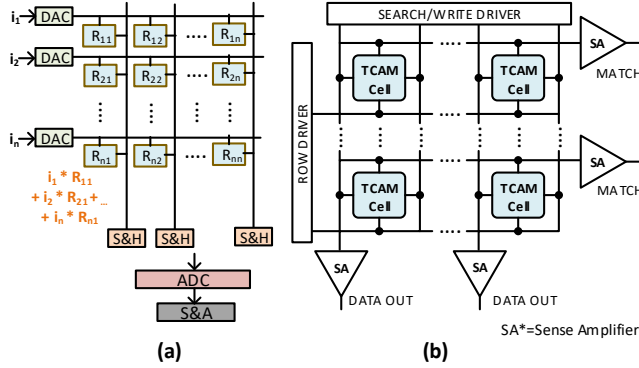 i1
DAC
R11
R12
....
R1n
i2
DAC
R21
R22
....
R2n
in
DAC
Rn1
Rn2
....
Rnn
i1 * R11
+ i2 * R21 +...
+ in * Rn1
S&H
S&H
S&H
ADC
S&A
(a)
(b)
SEARCH/WRITE DRIVER
ROW DRIVER
TCAM
Cell
TCAM
Cell
SA
MATCH
TCAM
Cell
TCAM
Cell
SA
MATCH
SA
SA
DATA OUT
DATA OUT
SA*=Sense Amplifier